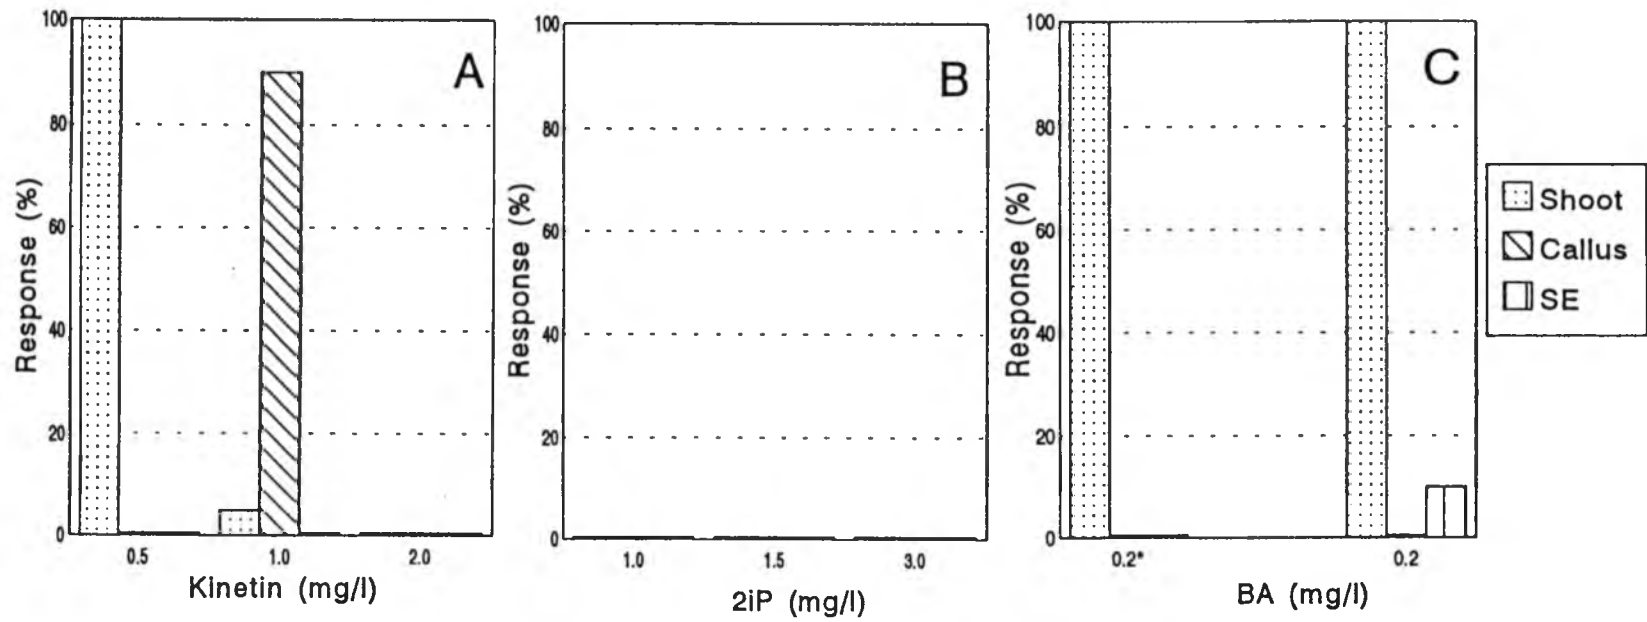 A
Response (%)
100
80
60
40
20
0
0.5 1.0 2.0
Kinetin (mg/l)
B
Response (%)
100
80
60
40
20
0
1.0 1.5 3.0
2iP (mg/l)
C
Response (%)
100
80
60
40
20
0
0.2* 0.2
BA (mg/l)
Shoot
Callus
SE